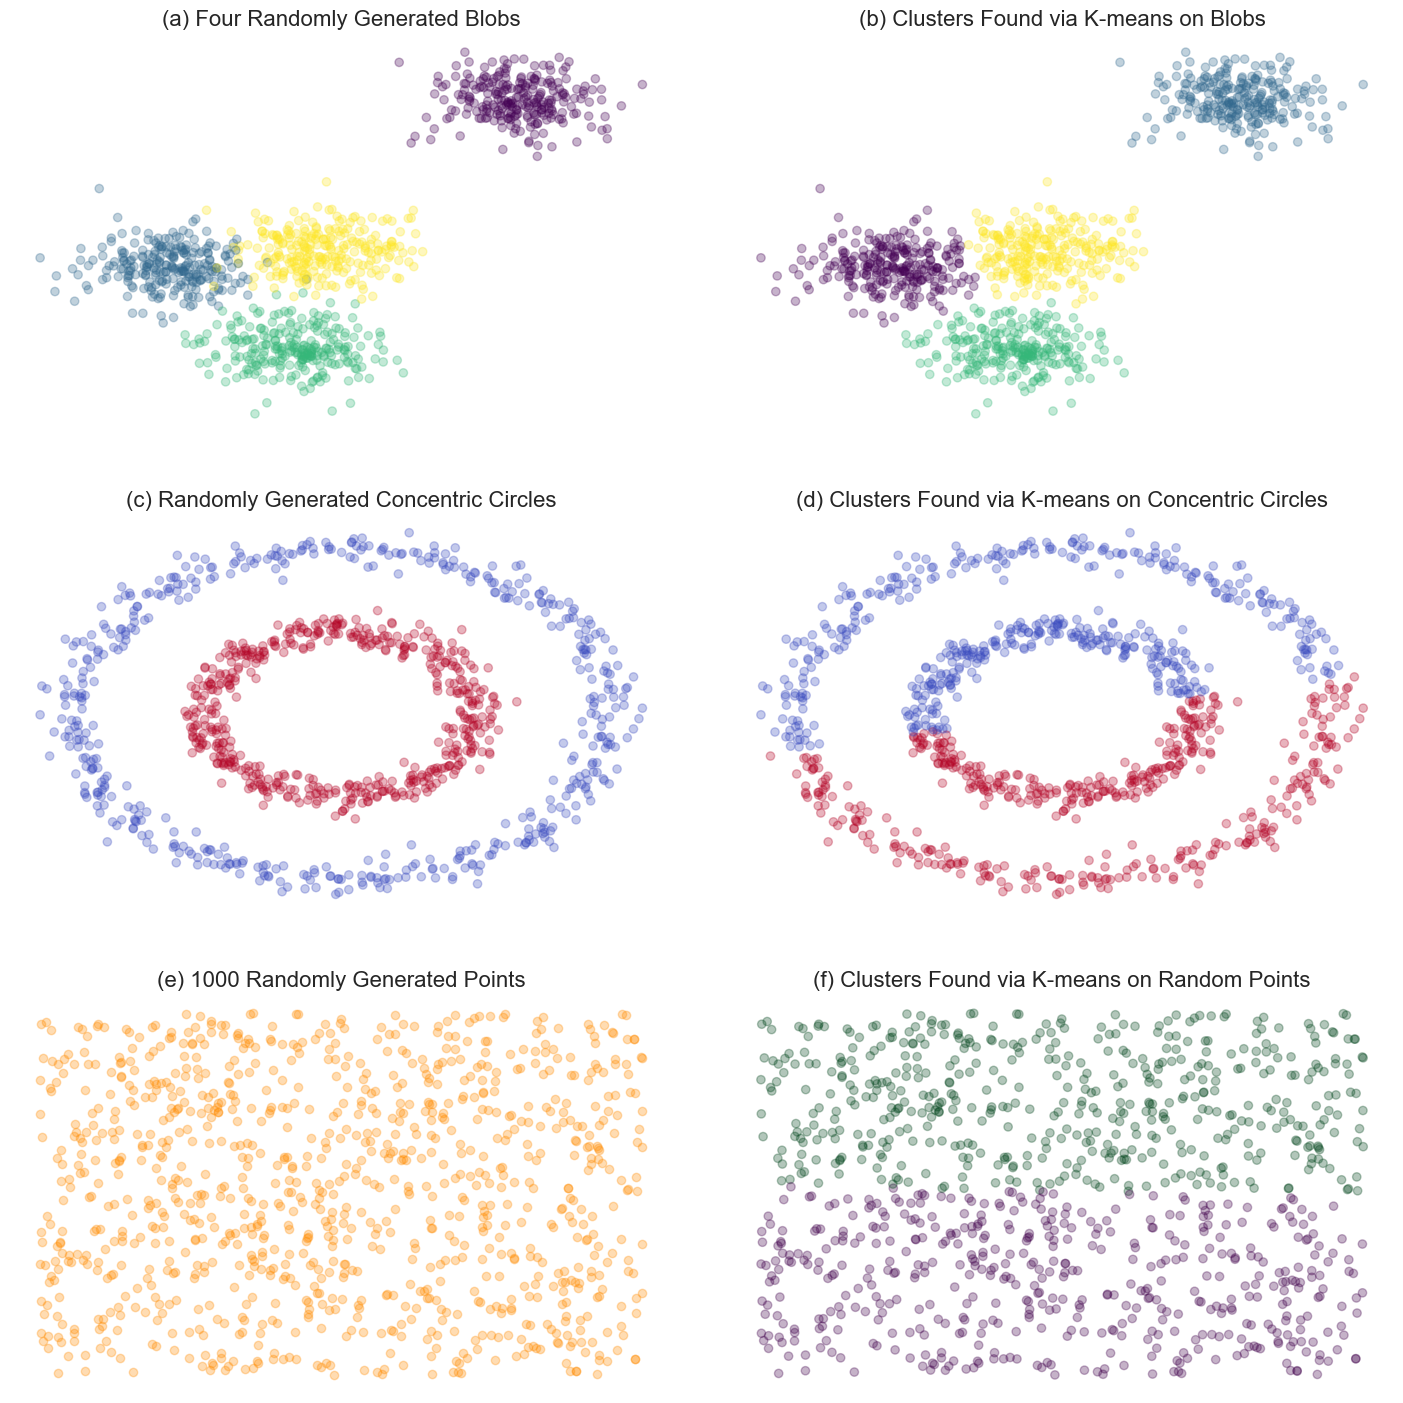 (a) Four Randomly Generated Blobs
(b) Clusters Found via K-means on Blobs
(c) Randomly Generated Concentric Circles
(d) Clusters Found via K-means on Concentric Circles
(e) 1000 Randomly Generated Points
(f) Clusters Found via K-means on Random Points